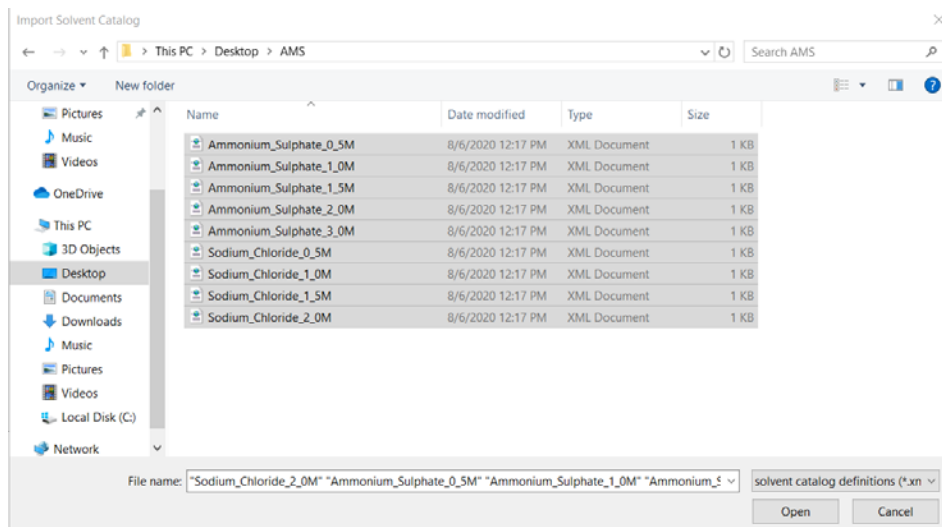 Import Solvent Catalog
This PC > Desktop > AMS
Search AMS
Organize
New folder
Name
Date modified
Type
Size
Pictures
Music
Videos
OneDrive
This PC
3D Objects
Desktop
Documents
Downloads
Music
Pictures
Videos
Local Disk (C:)
Network
Ammonium_Sulphate_0_5M 8/6/2020 12:17 PM XML Document 1 KB
Ammonium_Sulphate_1_0M 8/6/2020 12:17 PM XML Document 1 KB
Ammonium_Sulphate_1_5M 8/6/2020 12:17 PM XML Document 1 KB
Ammonium_Sulphate_2_0M 8/6/2020 12:17 PM XML Document 1 KB
Ammonium_Sulphate_3_0M 8/6/2020 12:17 PM XML Document 1 KB
Sodium_Chloride_0_5M 8/6/2020 12:17 PM XML Document 1 KB
Sodium_Chloride_1_0M 8/6/2020 12:17 PM XML Document 1 KB
Sodium_Chloride_1_5M 8/6/2020 12:17 PM XML Document 1 KB
Sodium_Chloride_2_0M 8/6/2020 12:17 PM XML Document 1 KB
File name: "Sodium_Chloride_2_0M" "Ammonium_Sulphate_0_5M" "Ammonium_Sulphate_1_0M" "Ammonium_S
solvent catalog definitions (*.xn
Open
Cancel